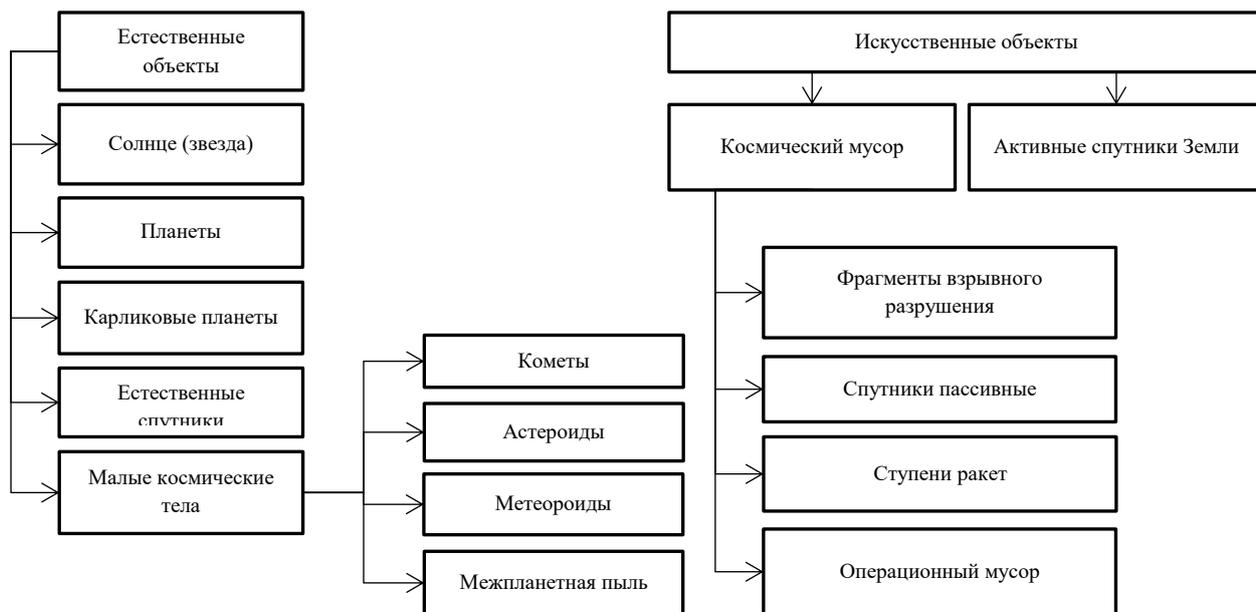 Естественные
объекты
Солнце (звезда)
Планеты
Карликовые планеты
Естественные
спутники
Малые космические
тела
Кометы
Астероиды
Метеороиды
Межпланетная пыль
Искусственные объекты
Космический мусор
Активные спутники Земли
Фрагменты взрывного
разрушения
Спутники пассивные
Ступени ракет
Операционный мусор